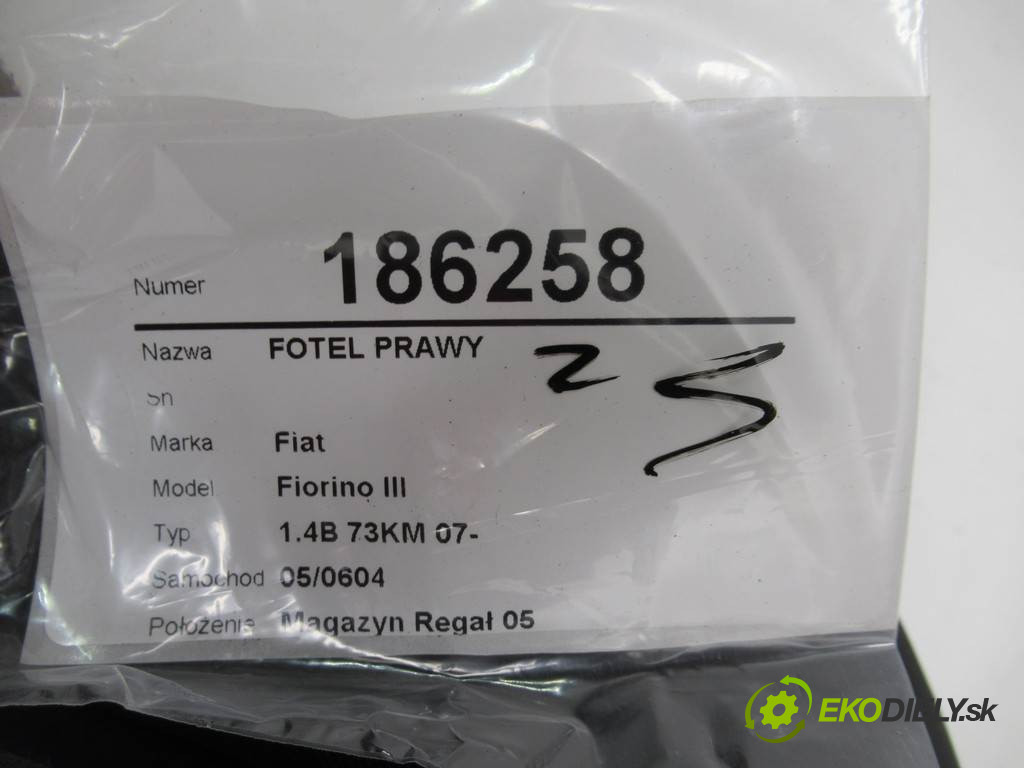 Numer 186258
Nazwa FOTEL PRAWY
Sn
Marka Fiat
Model Fiorino III
Typ 1.4B 73KM 07-
Samochod 05/0604
Położenie Magazyn Regał 05
EKODIELY.sk